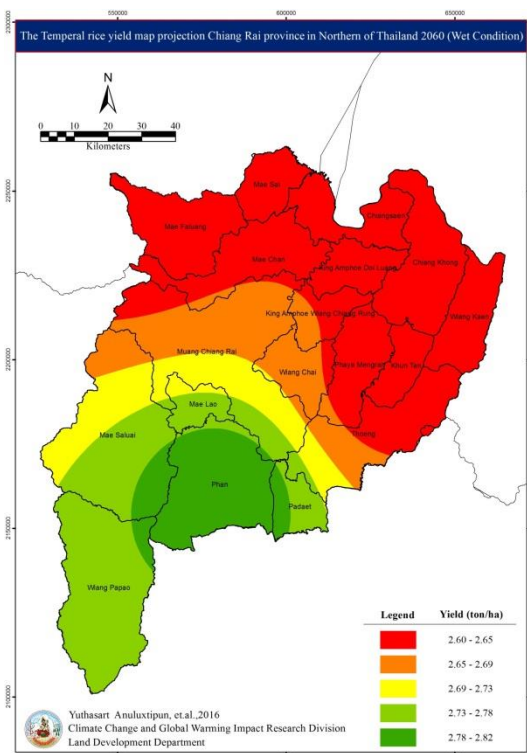 The Temperal rice yield map projection Chiang Rai province in Northern of Thailand 2060 (Wet Condition)
550000 600000 650000
N
0 10 20 30 40
Kilometers
2300000
2250000
2200000
2150000
2100000
Mae Sai
Mae Faluang
Chiangsaen
Mae Chan
King Amphoe Doi Luang
Chiang Khong
King Amphoe Wieng Chiang Rung
Wiang Kaen
Muang Chiang Rai
Phaya Mengrai
Khun Tan
Wiang Chai
Mae Lao
Mae Saluai
Thoeng
Phan
Padaet
Wiang Papao
Legend Yield (ton/ha)
2.60 - 2.65
2.65 - 2.69
2.69 - 2.73
2.73 - 2.78
2.78 - 2.82
Yuthasart Anuluxtipun, et.al.,2016
Climate Change and Global Warming Impact Research Division
Land Development Department